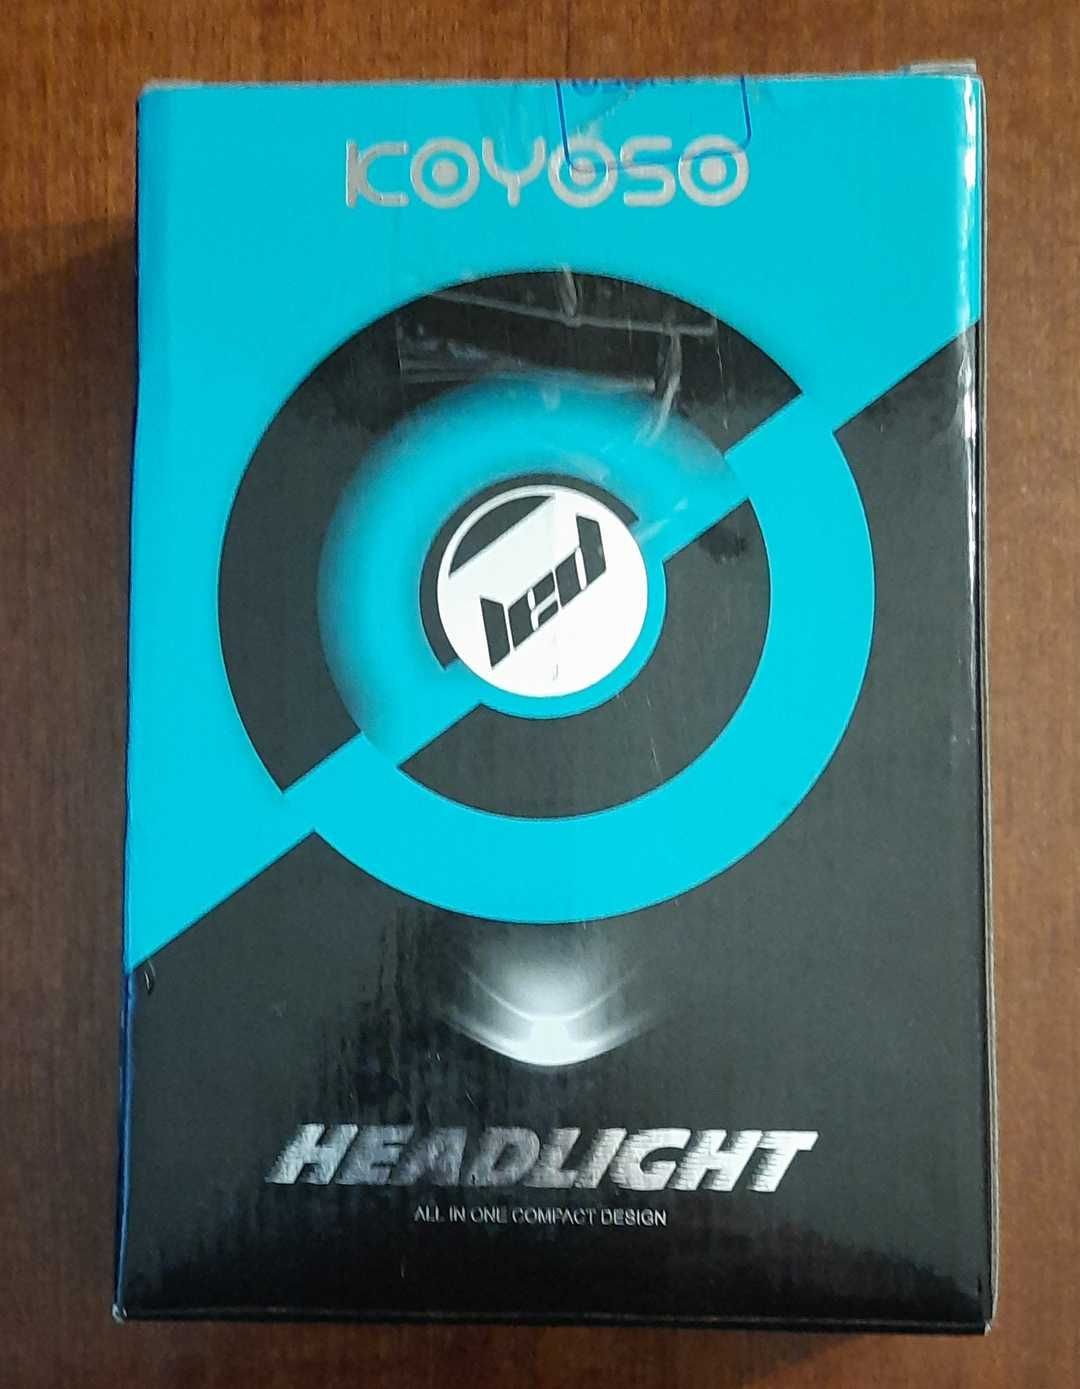 KOYOSO
led
HEADLIGHT
ALL IN ONE COMPACT DESIGN